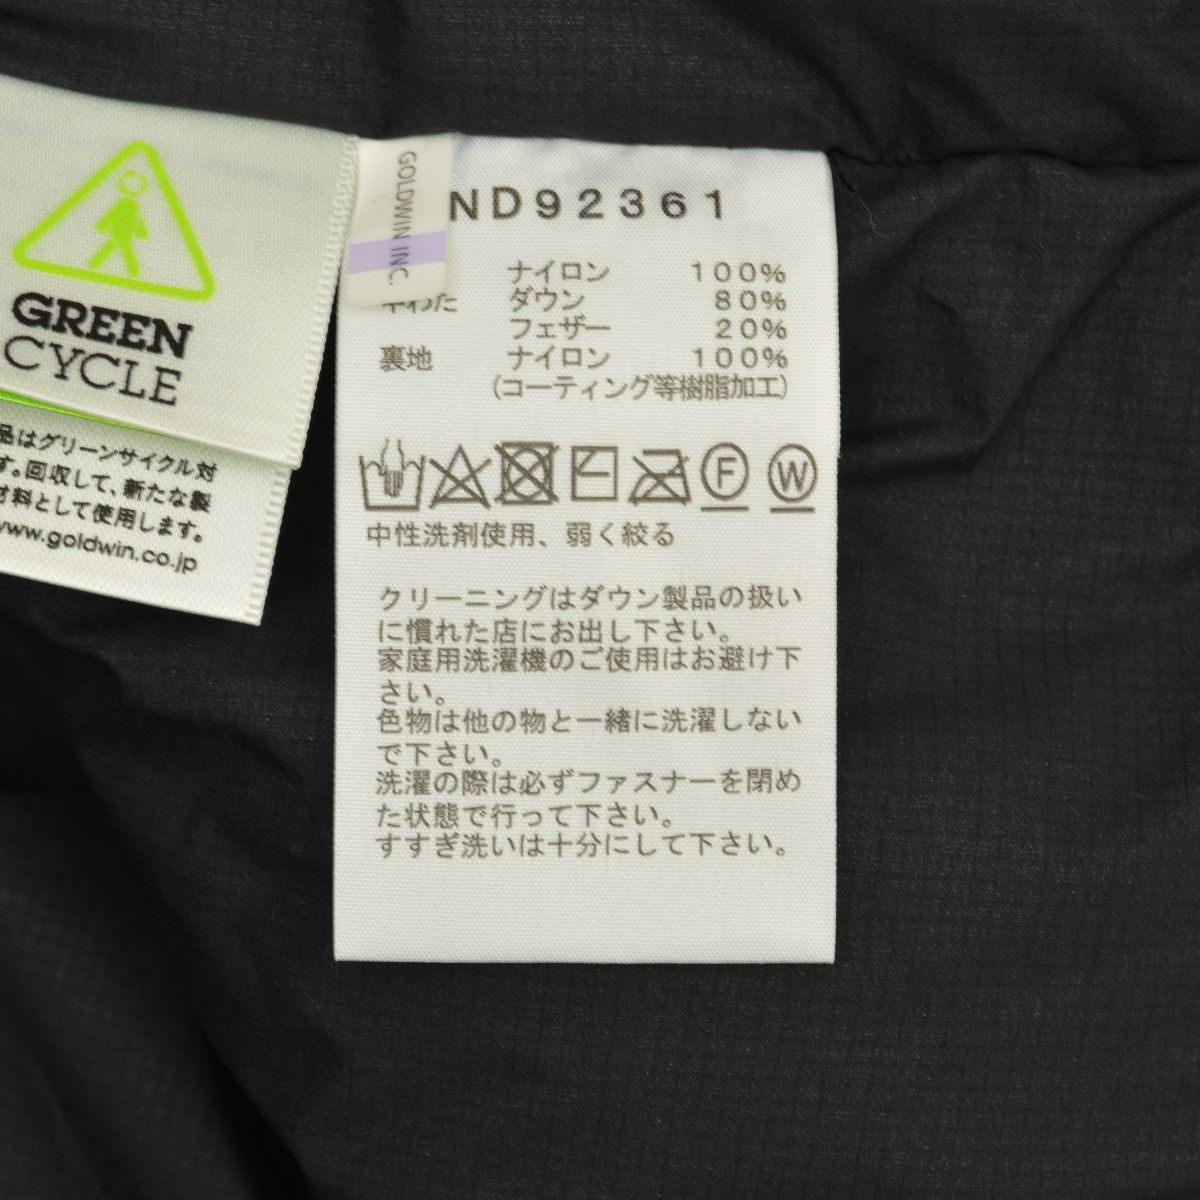 GREEN
CYCLE
品はグリーンサイクル対
す。回収して、新たな製
材料として使用します。
www.goldwin.co.jp
GOLDWIN INC.
ND92361
ナイロン 100%
中わた ダウン 80%
フェザー 20%
裏地 ナイロン 100%
(コーティング等樹脂加工)
F W
中性洗剤使用、弱く絞る
クリーニングはダウン製品の扱い
に慣れた店にお出し下さい。
家庭用洗濯機のご使用はお避け下
さい。
色物は他の物と一緒に洗濯しない
で下さい。
洗濯の際は必ずファスナーを閉め
た状態で行って下さい。
すすぎ洗いは十分にして下さい。